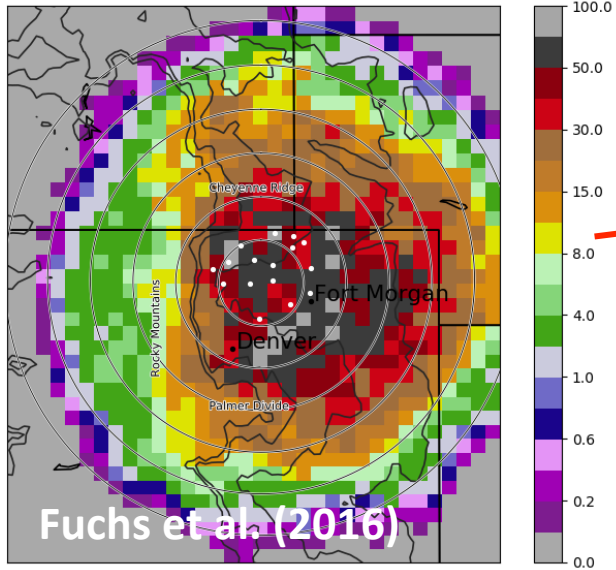 100.0
50.0
30.0
15.0
8.0
4.0
1.0
0.6
0.2
0.0
Cheyenne Ridge
Fort Morgan
Rocky Mountains
Denver
Palmer Divide
Fuchs et al. (2016)